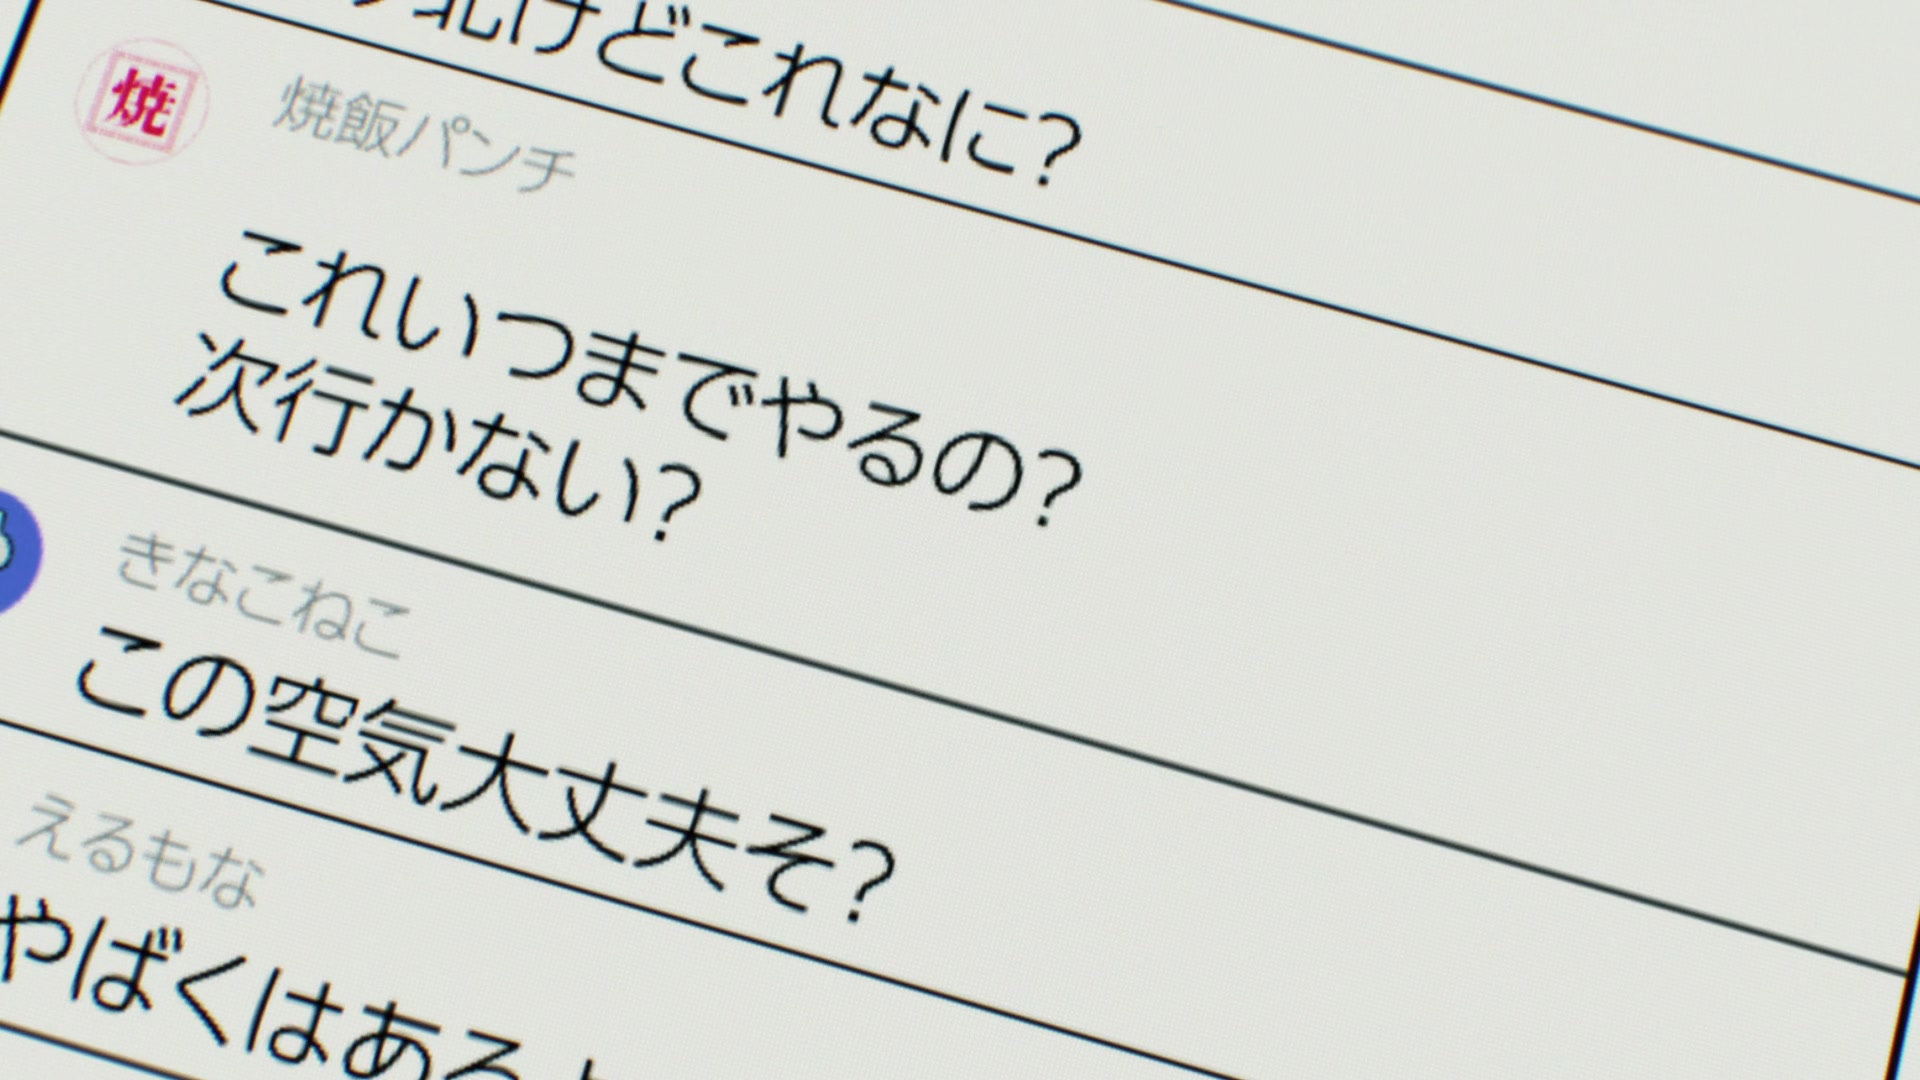 けどこれなに?
焼
焼飯パンチ
これいつまでやるの?
次行かない?
きなこねこ
この空気大丈夫そ?
えるもな
やばくはある